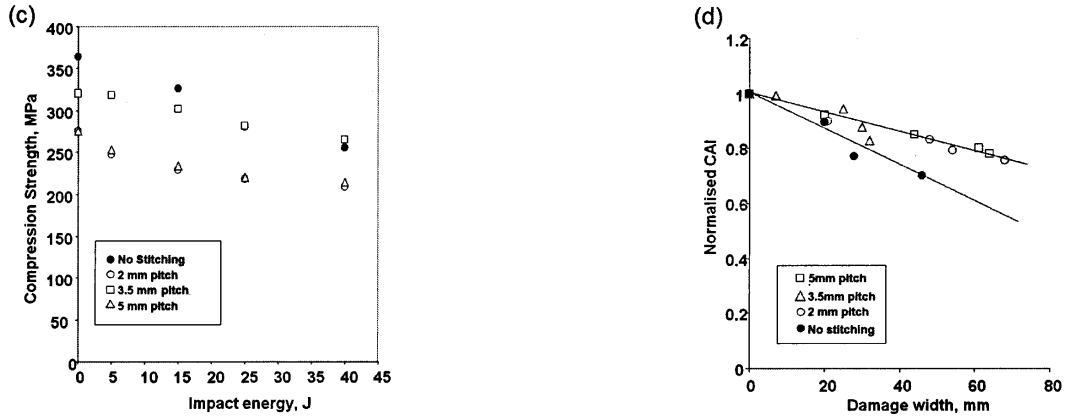 (c)
400
350
300
250
200
150
100
50
0
0 5 10 15 20 25 30 35 40 45
Compression Strength, MPa
Impact energy, J
No Stitching
2 mm pitch
3.5 mm pitch
5 mm pitch
(d)
1.2
1
0.8
0.6
0.4
0.2
0
0 20 40 60 80
Normalised CAI
Damage width, mm
5mm pitch
3.5mm pitch
2 mm pitch
No stitching